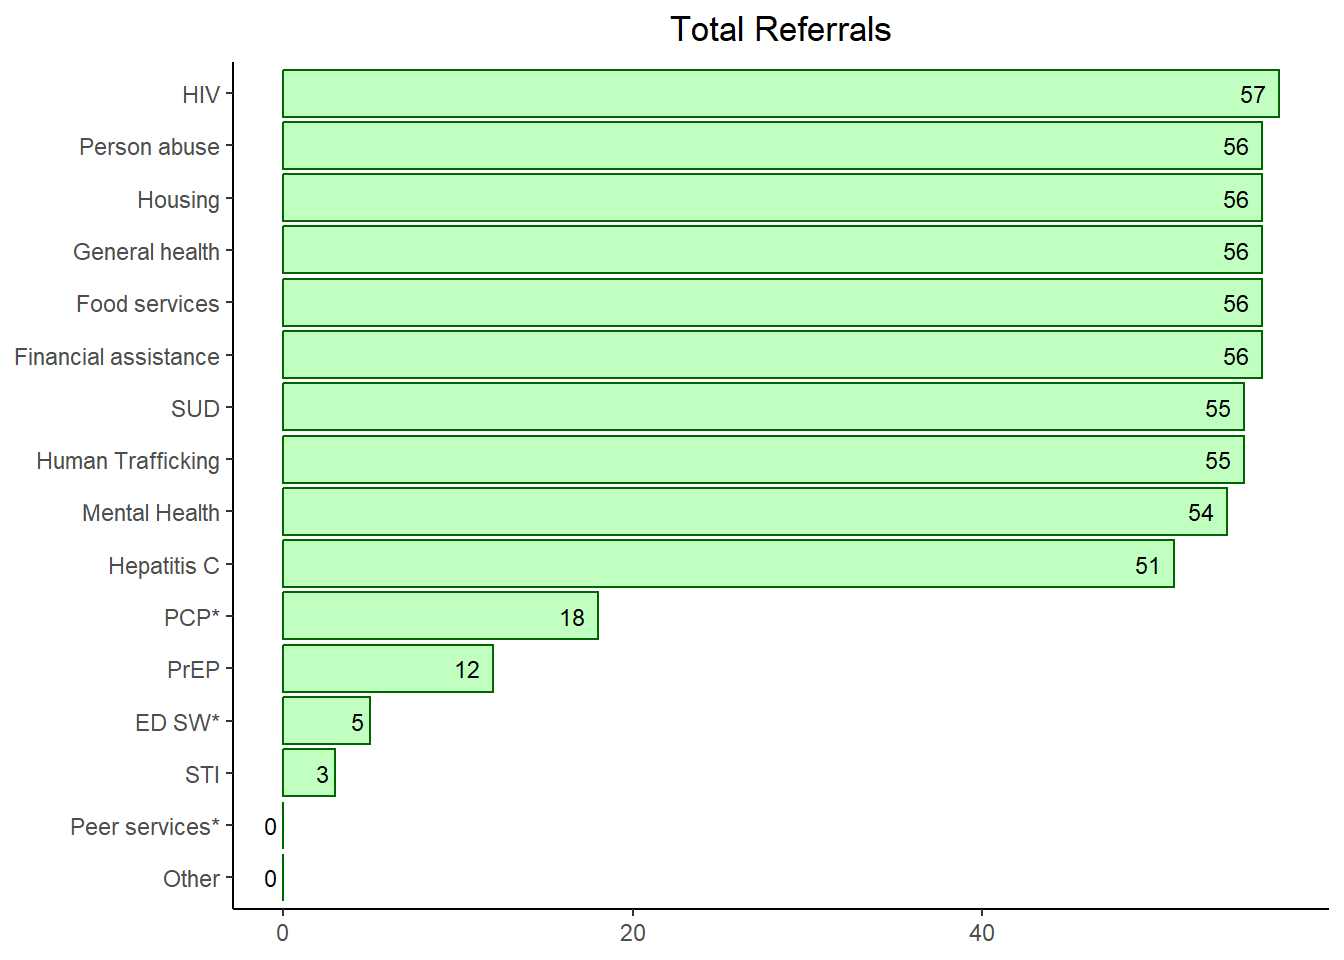 Total Referrals
HIV 57
Person abuse 56
Housing 56
General health 56
Food services 56
Financial assistance 56
SUD 55
Human Trafficking 55
Mental Health 54
Hepatitis C 51
PCP* 18
PrEP 12
ED SW* 5
STI 3
Peer services* 0
Other 0
0 20 40